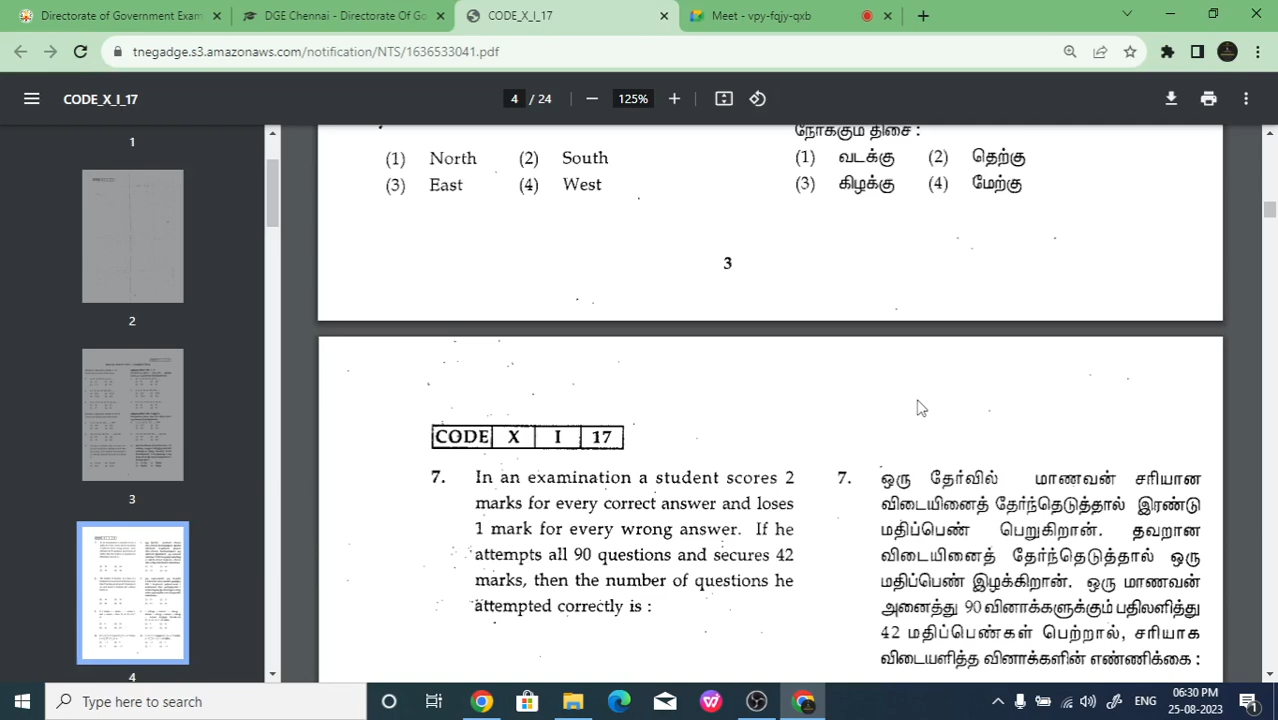 Directorate of Government Exam
DGE Chennai - Directorate Of Go
CODE_X_I_17
Meet - vpy-fqjy-qxb
tnegadge.s3.amazonaws.com/notification/NTS/1636533041.pdf
CODE_X_I_17
4 / 24
125%
1
2
3
4
நோக்கும் திசை :
(1) North (2) South
(3) East (4) West
(1) வடக்கு (2) தெற்கு
(3) கிழக்கு (4) மேற்கு
3
CODE X I 17
7. In an examination a student scores 2
marks for every correct answer and loses
1 mark for every wrong answer. If he
attempts all 90 questions and secures 42
marks, then the number of questions he
attempted correctly is :
7. ஒரு தேர்வில் மாணவன் சரியான
விடையினைத் தேர்ந்தெடுத்தால் இரண்டு
மதிப்பெண் பெறுகிறான். தவறான
விடையினைத் தேர்ந்தெடுத்தால் ஒரு
மதிப்பெண் இழக்கிறான். ஒரு மாணவன்
அனைத்து 90 வினாக்களுக்கும் பதிலளித்து
42 மதிப்பெண்கள் பெற்றால், சரியாக
விடையளித்த வினாக்களின் எண்ணிக்கை :
Type here to search
ENG
06:30 PM
25-08-2023
1